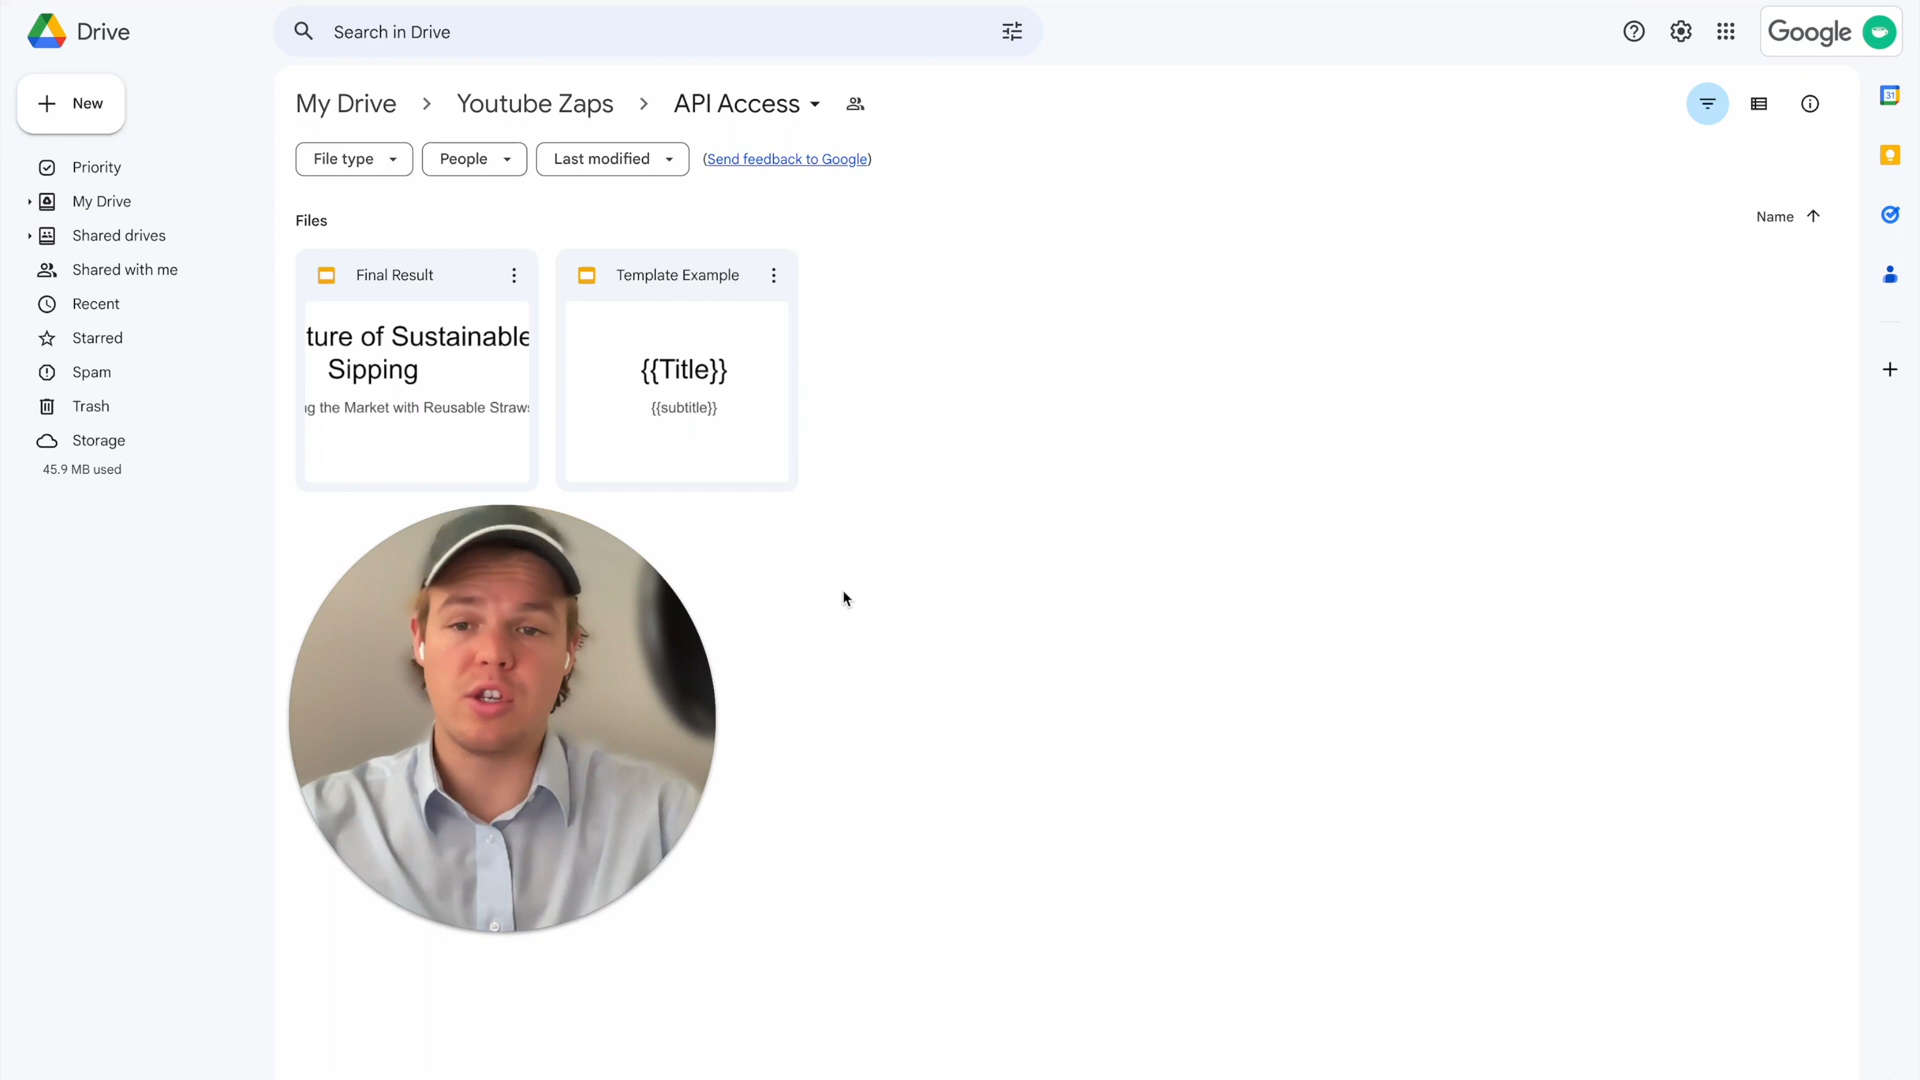 Drive
Search in Drive
Google
New
My Drive
Youtube Zaps
API Access
File type
People
Last modified
(Send feedback to Google)
Priority
My Drive
Shared drives
Shared with me
Recent
Starred
Spam
Trash
Storage
45.9 MB used
Files
Name
Final Result
ture of Sustainable
Sipping
g the Market with Reusable Straws
Template Example
{{Title}}
{{subtitle}}
31